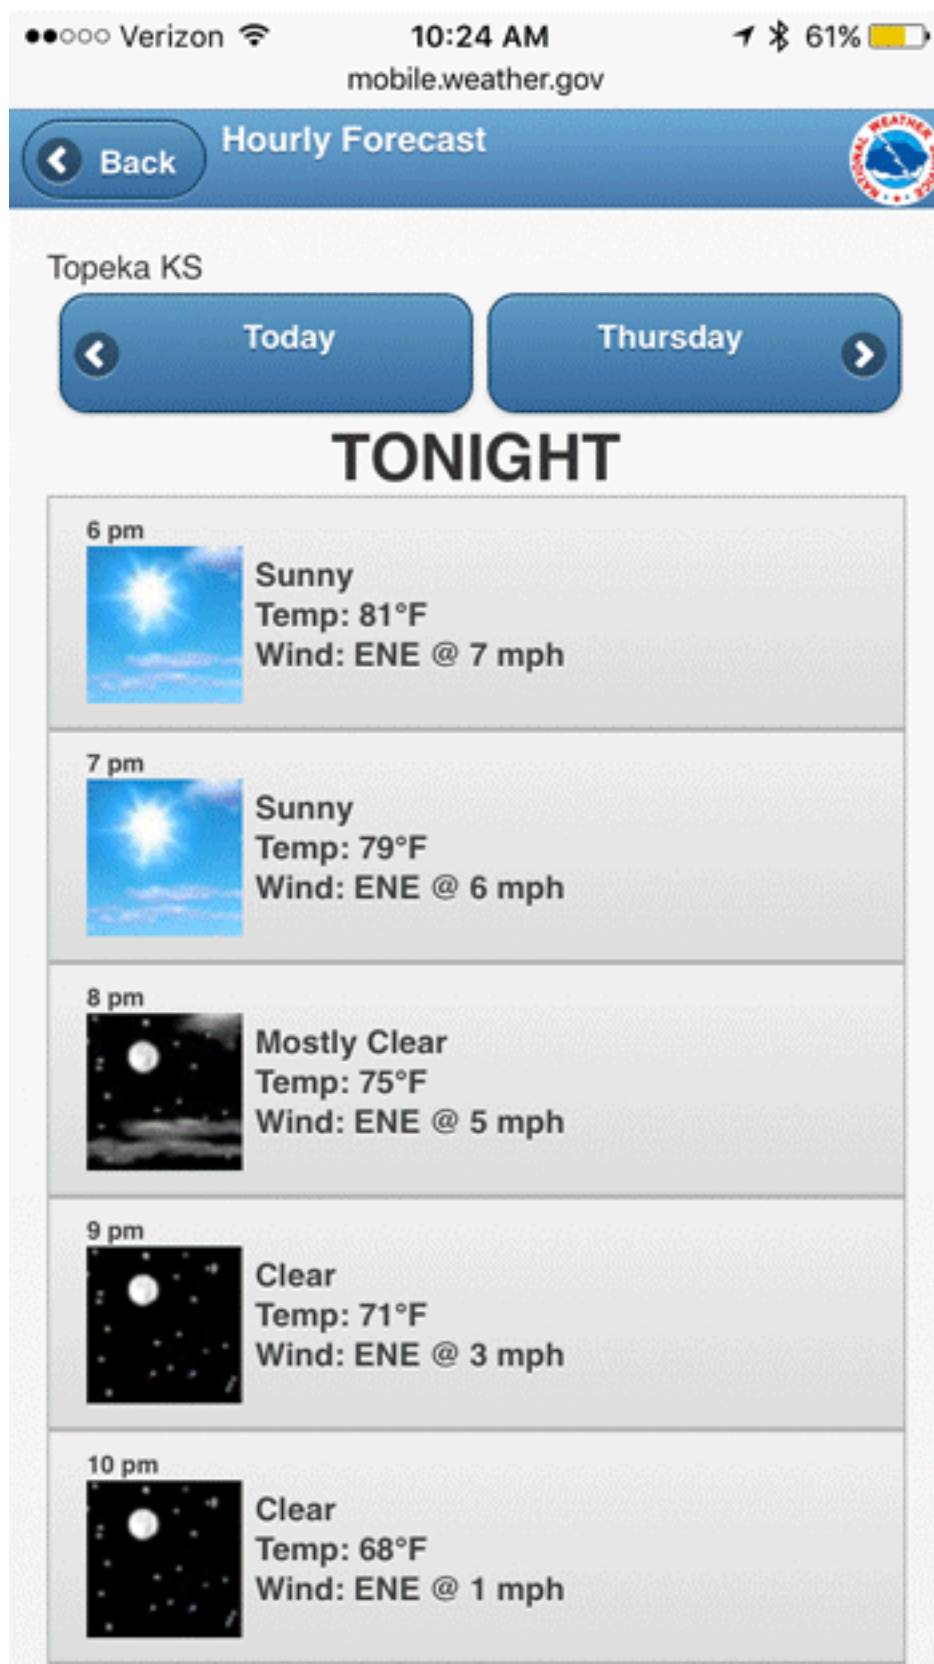 Verizon 10:24 AM 61%
mobile.weather.gov
Back Hourly Forecast
NATIONAL WEATHER SERVICE
Topeka KS
Today Thursday
TONIGHT
6 pm
Sunny
Temp: 81°F
Wind: ENE @ 7 mph
7 pm
Sunny
Temp: 79°F
Wind: ENE @ 6 mph
8 pm
Mostly Clear
Temp: 75°F
Wind: ENE @ 5 mph
9 pm
Clear
Temp: 71°F
Wind: ENE @ 3 mph
10 pm
Clear
Temp: 68°F
Wind: ENE @ 1 mph